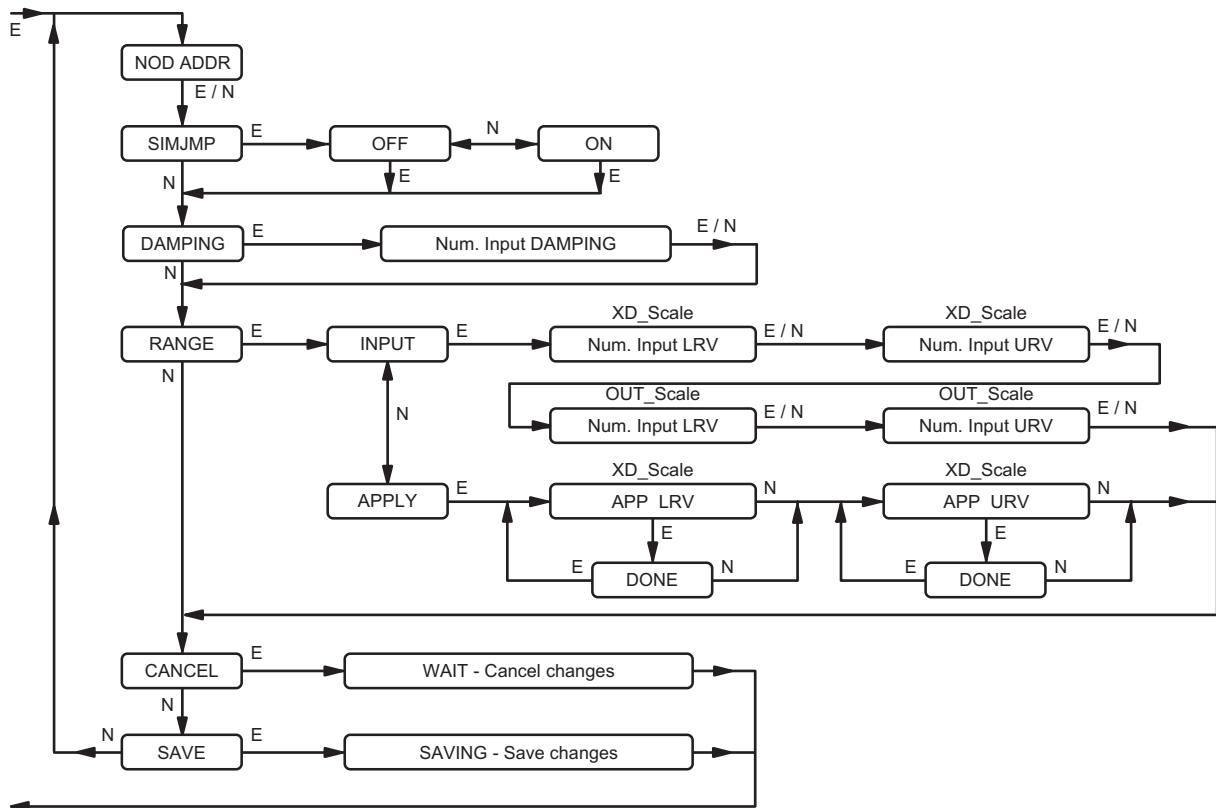 E
NOD ADDR
E / N
SIMJMP
E
OFF
N
ON
N
E
E
DAMPING
E
Num. Input DAMPING
E / N
N
RANGE
E
INPUT
E
XD_Scale
Num. Input LRV
E / N
XD_Scale
Num. Input URV
E / N
N
N
OUT_Scale
Num. Input LRV
E / N
OUT_Scale
Num. Input URV
E / N
APPLY
E
XD_Scale
APP LRV
N
XD_Scale
APP URV
N
E
E
E
DONE
N
E
DONE
N
CANCEL
E
WAIT - Cancel changes
N
N
SAVE
E
SAVING - Save changes